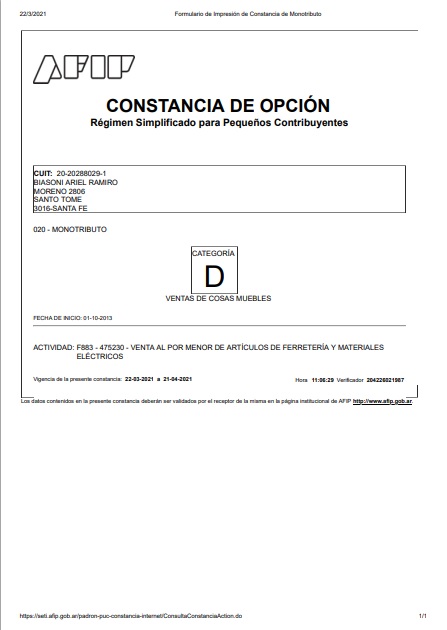 22/3/2021 Formulario de Impresión de Constancia de Monotributo
AFIP
CONSTANCIA DE OPCIÓN
Régimen Simplificado para Pequeños Contribuyentes
CUIT: 20-20288029-1
BIASONI ARIEL RAMIRO
MORENO 2806
SANTO TOME
3016-SANTA FE
020 - MONOTRIBUTO
CATEGORÍA
D
VENTAS DE COSAS MUEBLES
FECHA DE INICIO: 01-10-2013
ACTIVIDAD: F883 - 475230 - VENTA AL POR MENOR DE ARTÍCULOS DE FERRETERÍA Y MATERIALES
ELÉCTRICOS
Vigencia de la presente constancia: 22-03-2021 a 21-04-2021 Hora 11:06:29 Verificador 204226021987
Los datos contenidos en la presente constancia deberán ser validados por el receptor de la misma en la página institucional de AFIP http://www.afip.gob.ar.
https://seti.afip.gob.ar/padron-puc-constancia-internet/ConsultaConstanciaAction.do 1/1